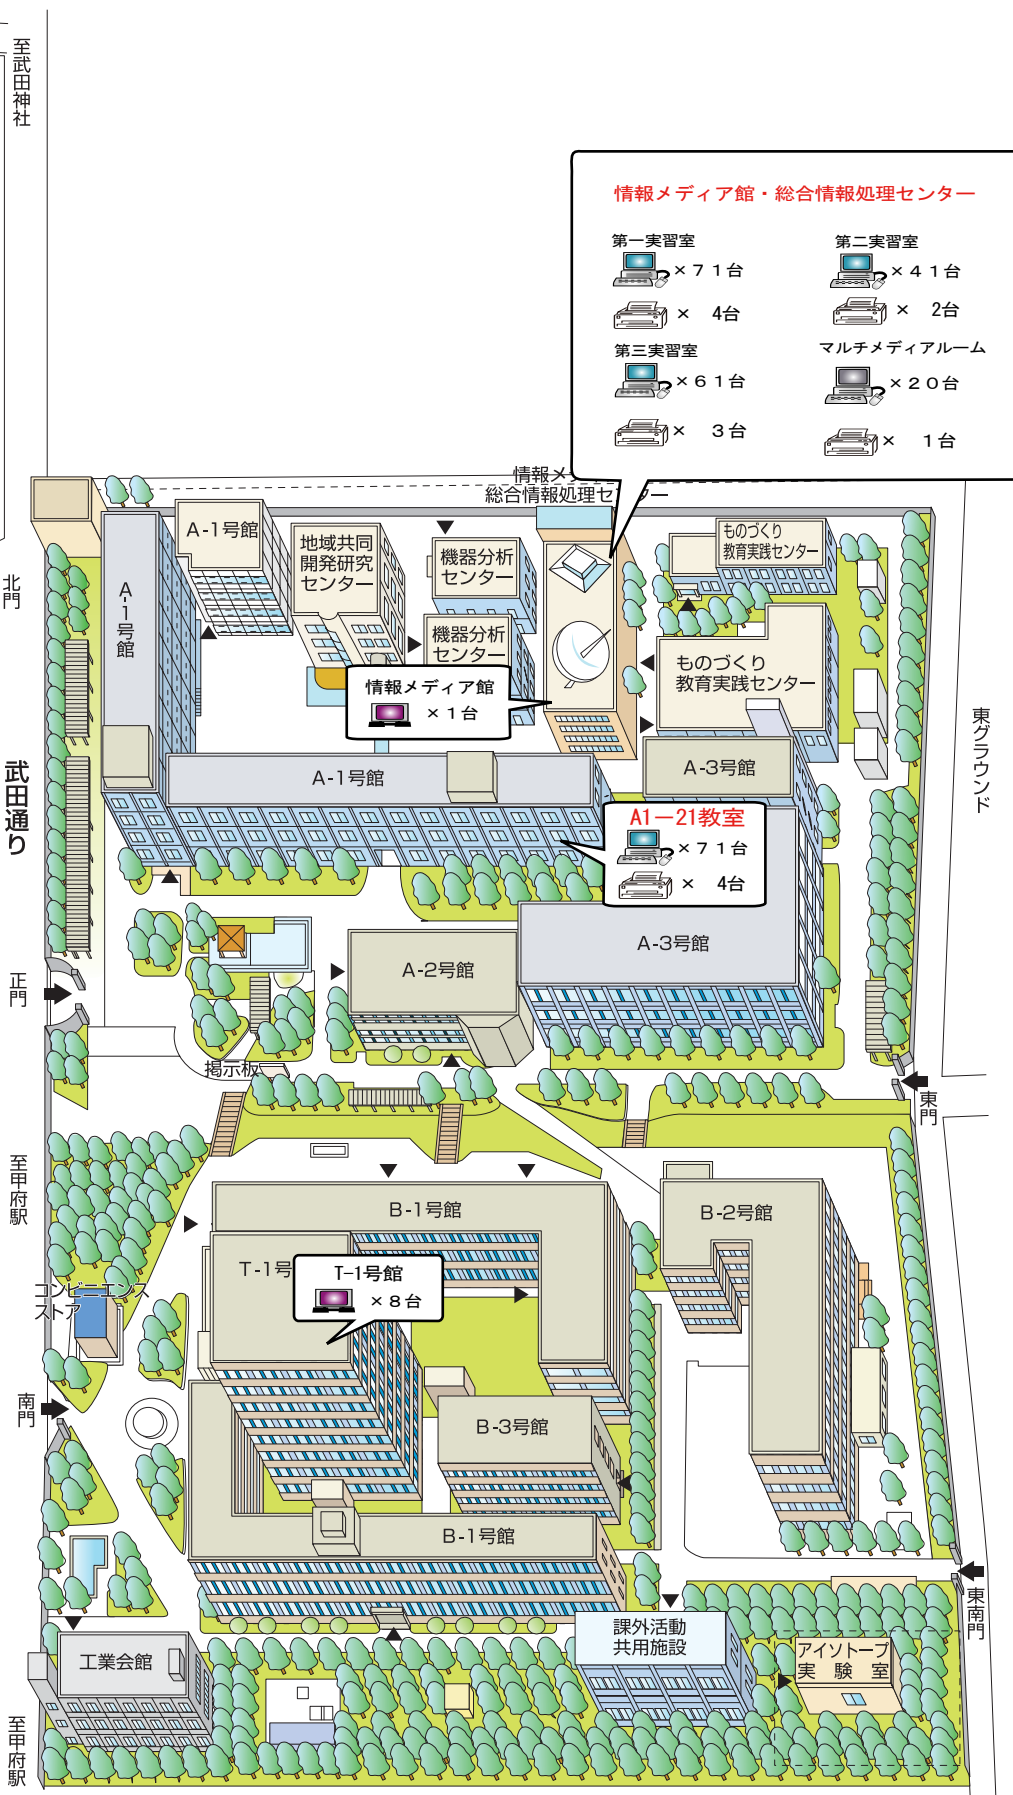 至武田神社
情報メディア館・総合情報処理センター
第一実習室
×71台
× 4台
第二実習室
×41台
× 2台
第三実習室
×61台
× 3台
マルチメディアルーム
×20台
× 1台
情報メ
総合情報処理セ ター
A-1号館
地域共同
開発研究
センター
機器分析
センター
ものづくり
教育実践センター
北門
A-1号館
機器分析
センター
ものづくり
教育実践センター
情報メディア館
×1台
東グラウンド
武田通り
A-1号館
A-3号館
A1-21教室
×71台
× 4台
A-3号館
A-2号館
正門
掲示板
東門
至甲府駅
B-1号館
B-2号館
T-1号
T-1号館
×8台
コンビニエンス
ストア
南門
B-3号館
B-1号館
東南門
課外活動
共用施設
アイソトープ
実験室
工業会館
至甲府駅